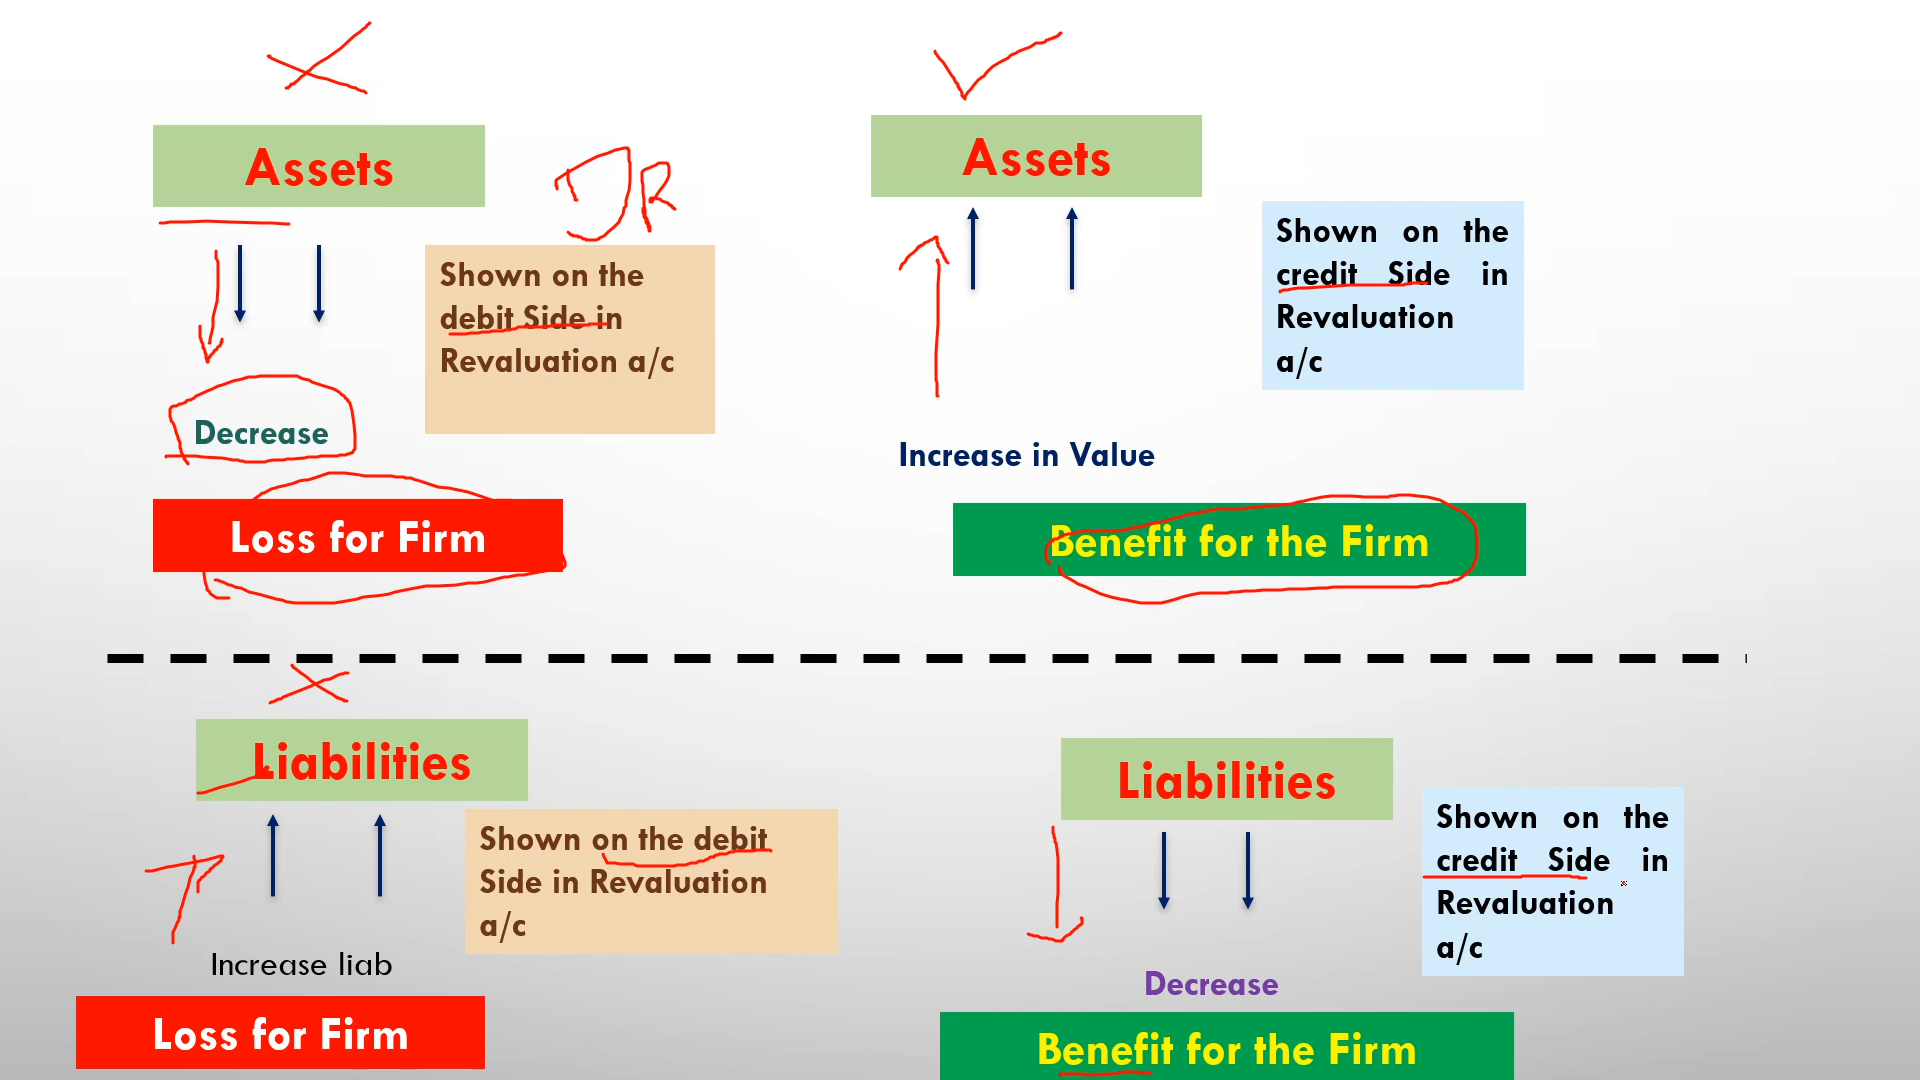 Assets
DR
Shown on the
debit Side in
Revaluation a/c
Decrease
Loss for Firm
Assets
Shown on the
credit Side in
Revaluation
a/c
Increase in Value
Benefit for the Firm
Liabilities
Shown on the debit
Side in Revaluation
a/c
Increase liab
Loss for Firm
Liabilities
Shown on the
credit Side in
Revaluation
a/c
Decrease
Benefit for the Firm